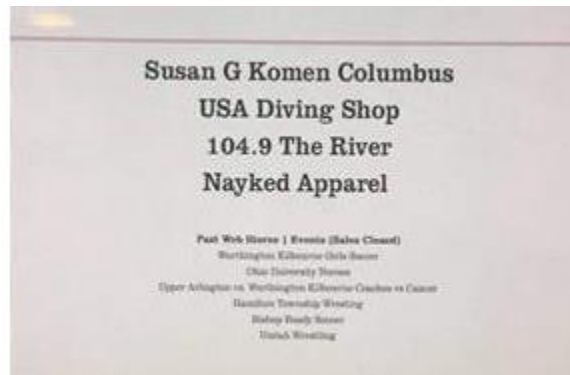 Susan G Komen Columbus
USA Diving Shop
104.9 The River
Nayked Apparel
Past Web Stores | Events (Sales Closed)
Worthington Kilbourne Girls Soccer
Ohio University Nurses
Upper Arlington vs. Worthington Kilbourne Coaches vs Cancer
Hamilton Township Wrestling
Bishop Ready Soccer
Wrestling